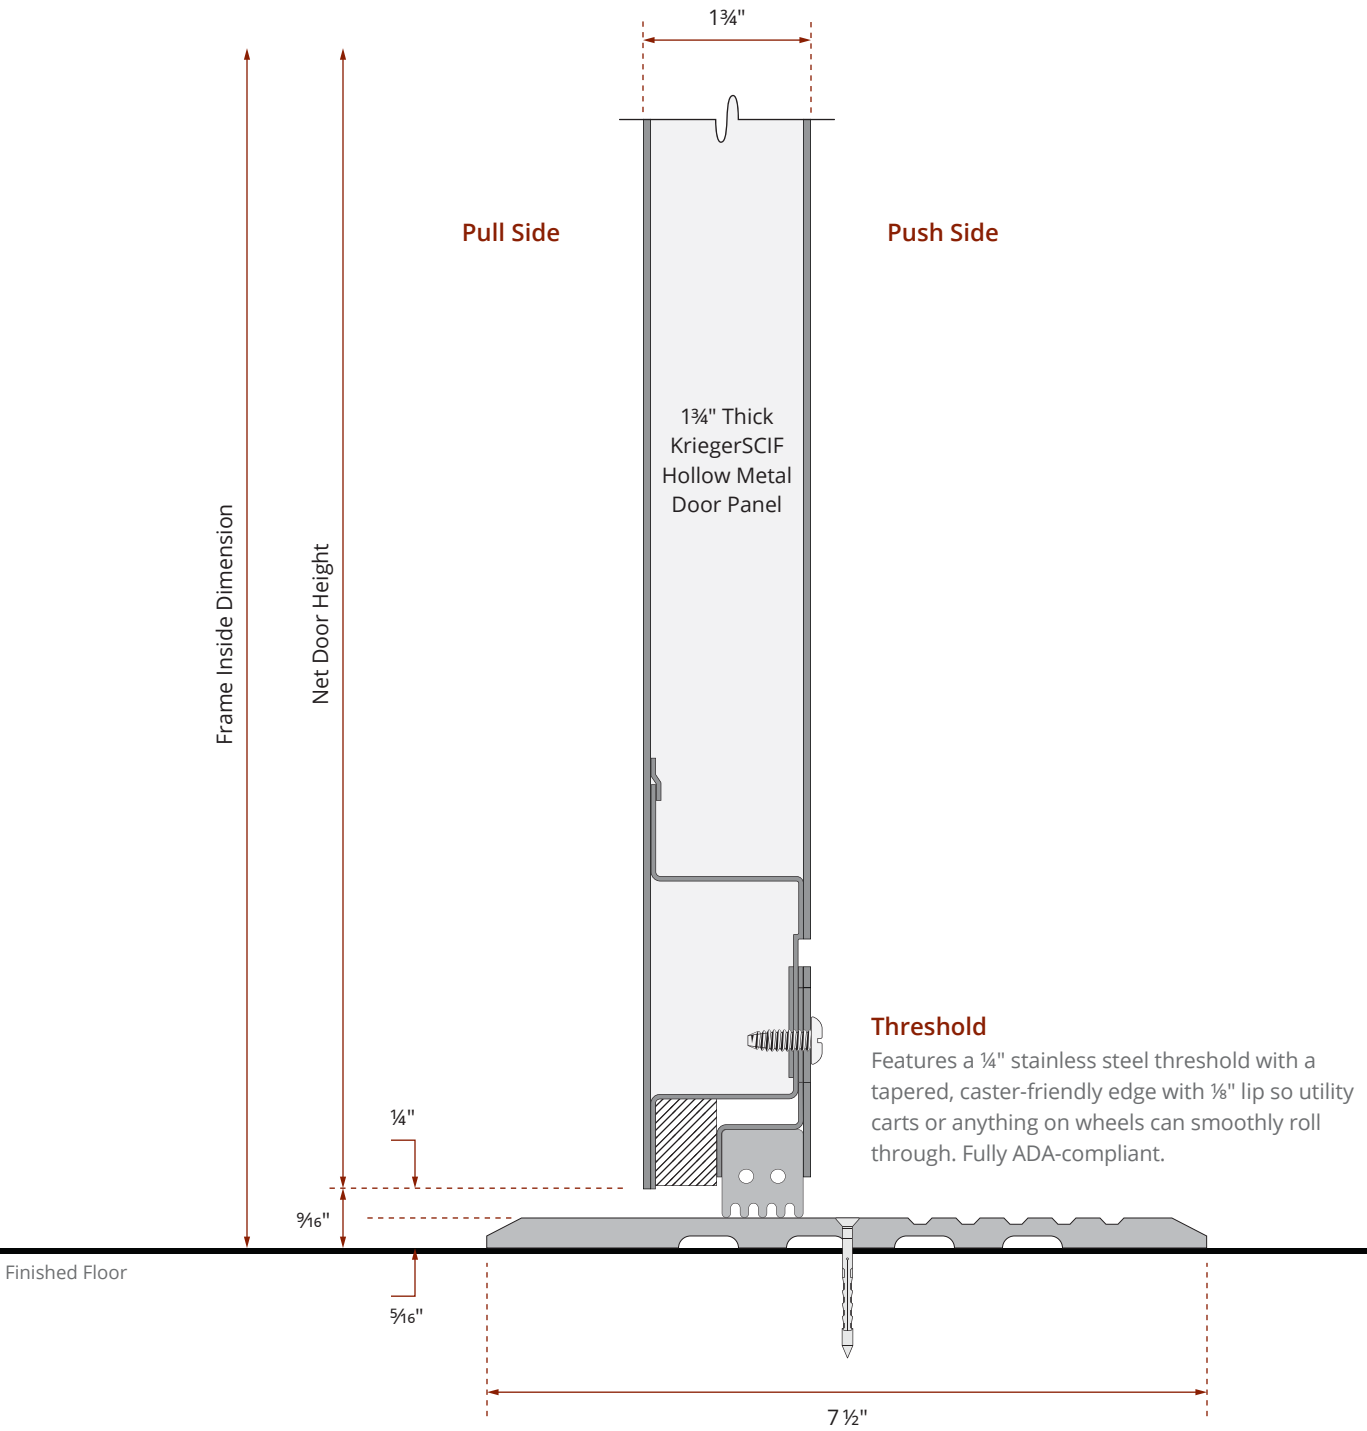 1¾"
Pull Side
Push Side
1¾" Thick
KriegerSCIF
Hollow Metal
Door Panel
Frame Inside Dimension
Net Door Height
Threshold
Features a ¼" stainless steel threshold with a
tapered, caster-friendly edge with ⅛" lip so utility
carts or anything on wheels can smoothly roll
through. Fully ADA-compliant.
¼"
9⁄16"
Finished Floor
5⁄16"
7 ½"